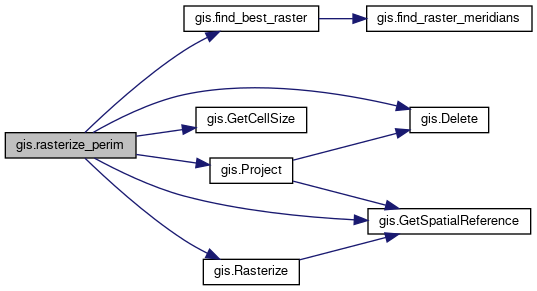 gis.find_best_raster
gis.find_raster_meridians
gis.GetCellSize
gis.Delete
gis.rasterize_perim
gis.Project
gis.GetSpatialReference
gis.Rasterize